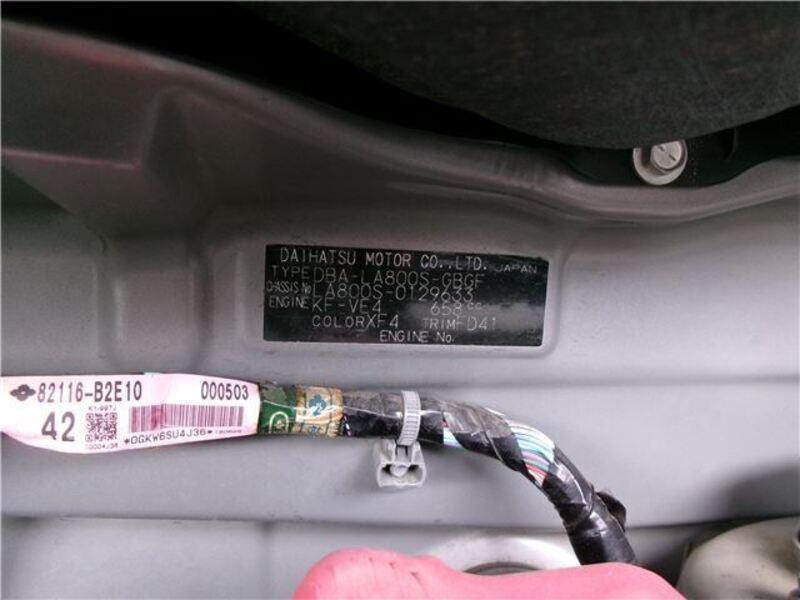 DAIHATSU MOTOR CO.,LTD. JAPAN
TYPE DBA-LA800S-GBGF
CHASSIS No LA800S-0129633
ENGINE KF-VE4 658cc
COLOR XF4 TRIM FD41
ENGINE No.
82116-B2E10 000503
42
*0GKW6SU4J36*